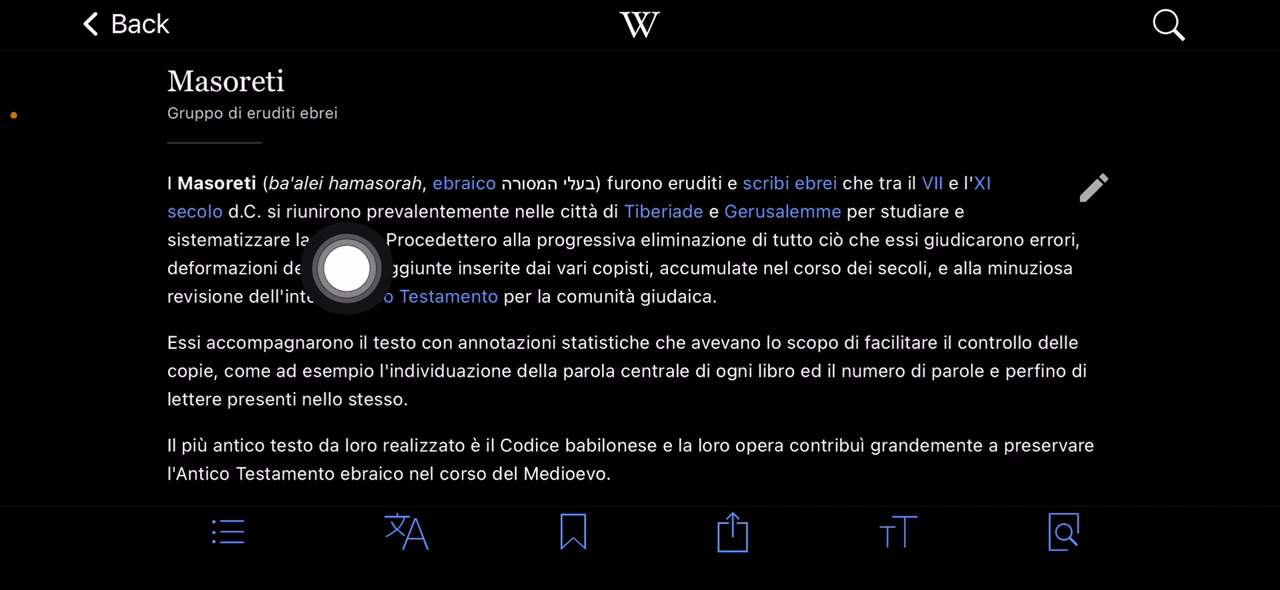 Back
W
Masoreti
Gruppo di eruditi ebrei
I Masoreti (ba'alei hamasorah, ebraico בעלי המסורה) furono eruditi e scribi ebrei che tra il VII e l'XI
secolo d.C. si riunirono prevalentemente nelle città di Tiberiade e Gerusalemme per studiare e
sistematizzare la Procedettero alla progressiva eliminazione di tutto ciò che essi giudicarono errori,
deformazioni inserite dai vari copisti, accumulate nel corso dei secoli, e alla minuziosa
revisione Testamento per la comunità giudaica.
Essi accompagnarono il testo con annotazioni statistiche che avevano lo scopo di facilitare il controllo delle
copie, come ad esempio l'individuazione della parola centrale di ogni libro ed il numero di parole e perfino di
lettere presenti nello stesso.
Il più antico testo da loro realizzato è il Codice babilonese e la loro opera contribuì grandemente a preservare
l'Antico Testamento ebraico nel corso del Medioevo.